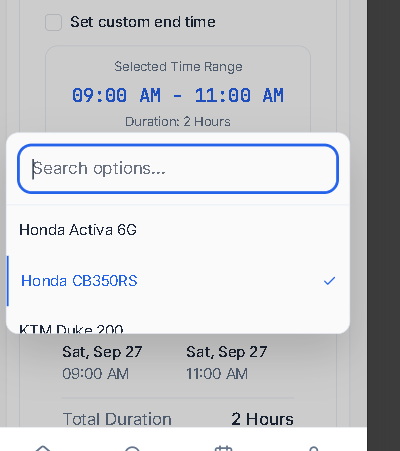 Set custom end time
Selected Time Range
09:00 AM - 11:00 AM
Duration: 2 Hours
Search options...
Honda Activa 6G
Honda CB350RS
KTM Duke 200
Sat, Sep 27
Sat, Sep 27
09:00 AM
11:00 AM
Total Duration
2 Hours